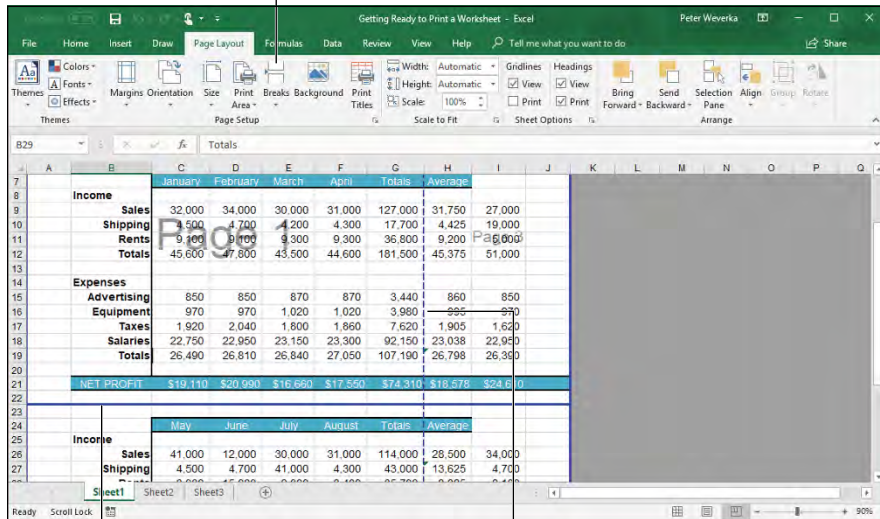 Getting Ready to Print a Worksheet - Excel Peter Weverka
File Home Insert Draw Page Layout Formulas Data Review View Help Tell me what you want to do Share
Themes
Colors
Fonts
Effects
Themes
Margins Orientation Size Print Area Breaks Background Print Titles
Page Setup
Width: Automatic
Height: Automatic
Scale: 100%
Scale to Fit
Gridlines Headings
View View
Print Print
Sheet Options
Bring Forward Send Backward Selection Pane Align Group Rotate
Arrange
B29 fx Totals
A B C D E F G H I J K L M N O P Q
7 January February March April Totals Average
8 Income
9 Sales 32,000 34,000 30,000 31,000 127,000 31,750 27,000
10 Shipping 4,500 4,700 4,200 4,300 17,700 4,425 19,000
11 Rents 9,100 9,100 9,300 9,300 36,800 9,200
Page 1
12 Totals 45,600 47,800 43,500 44,600 181,500 45,375 51,000
13
14 Expenses
15 Advertising 850 850 870 870 3,440 860 850
16 Equipment 970 970 1,020 1,020 3,980 995 970
17 Taxes 1,920 2,040 1,800 1,860 7,620 1,905 1,620
18 Salaries 22,750 22,950 23,150 23,300 92,150 23,038 22,950
19 Totals 26,490 26,810 26,840 27,050 107,190 26,798 26,390
20
21 NET PROFIT $19,110 $20,990 $16,660 $17,550 $74,310 $18,578 $24,610
22
23
24 May June July August Totals Average
25 Income
26 Sales 41,000 12,000 30,000 31,000 114,000 28,500 34,000
27 Shipping 4,500 4,700 41,000 4,300 43,000 13,625 4,700
Sheet1 Sheet2 Sheet3
Ready Scroll Lock 90%